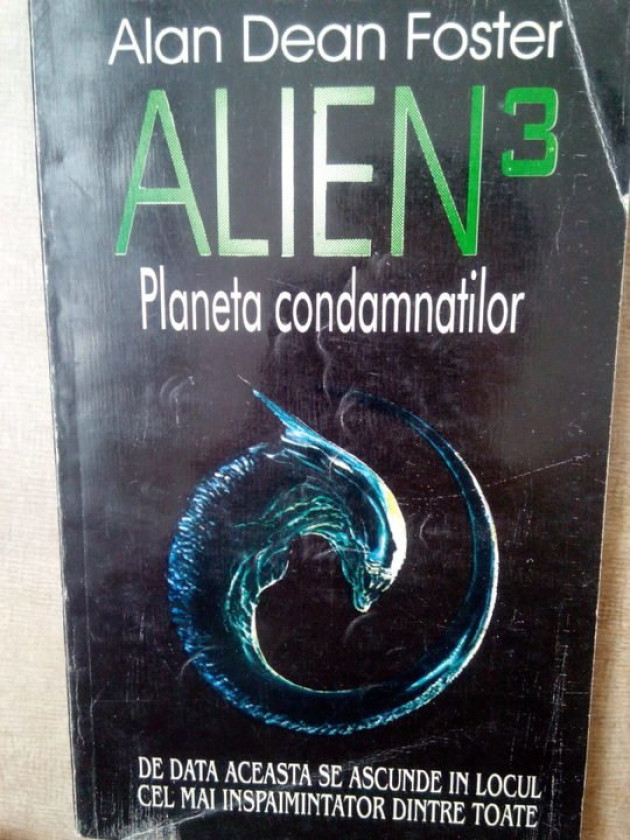 Alan Dean Foster
ALIEN³
Planeta condamnatilor
DE DATA ACEASTA SE ASCUNDE IN LOCUL
CEL MAI INSPAIMINTATOR DINTRE TOATE